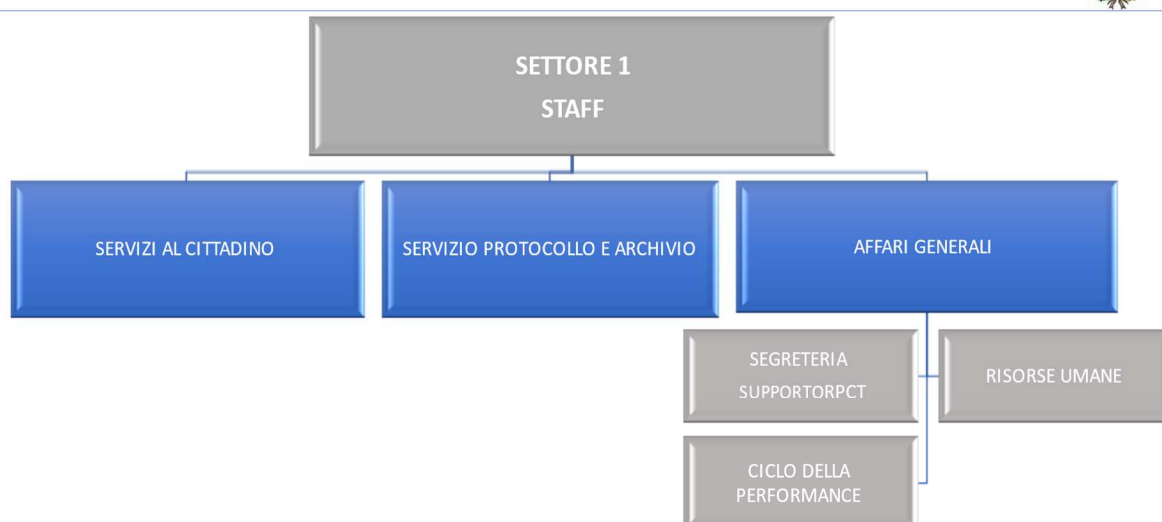 SETTORE 1
STAFF
SERVIZI AL CITTADINO
SERVIZIO PROTOCOLLO E ARCHIVIO
AFFARI GENERALI
SEGRETERIA
SUPPORTORPCT
RISORSE UMANE
CICLO DELLA
PERFORMANCE